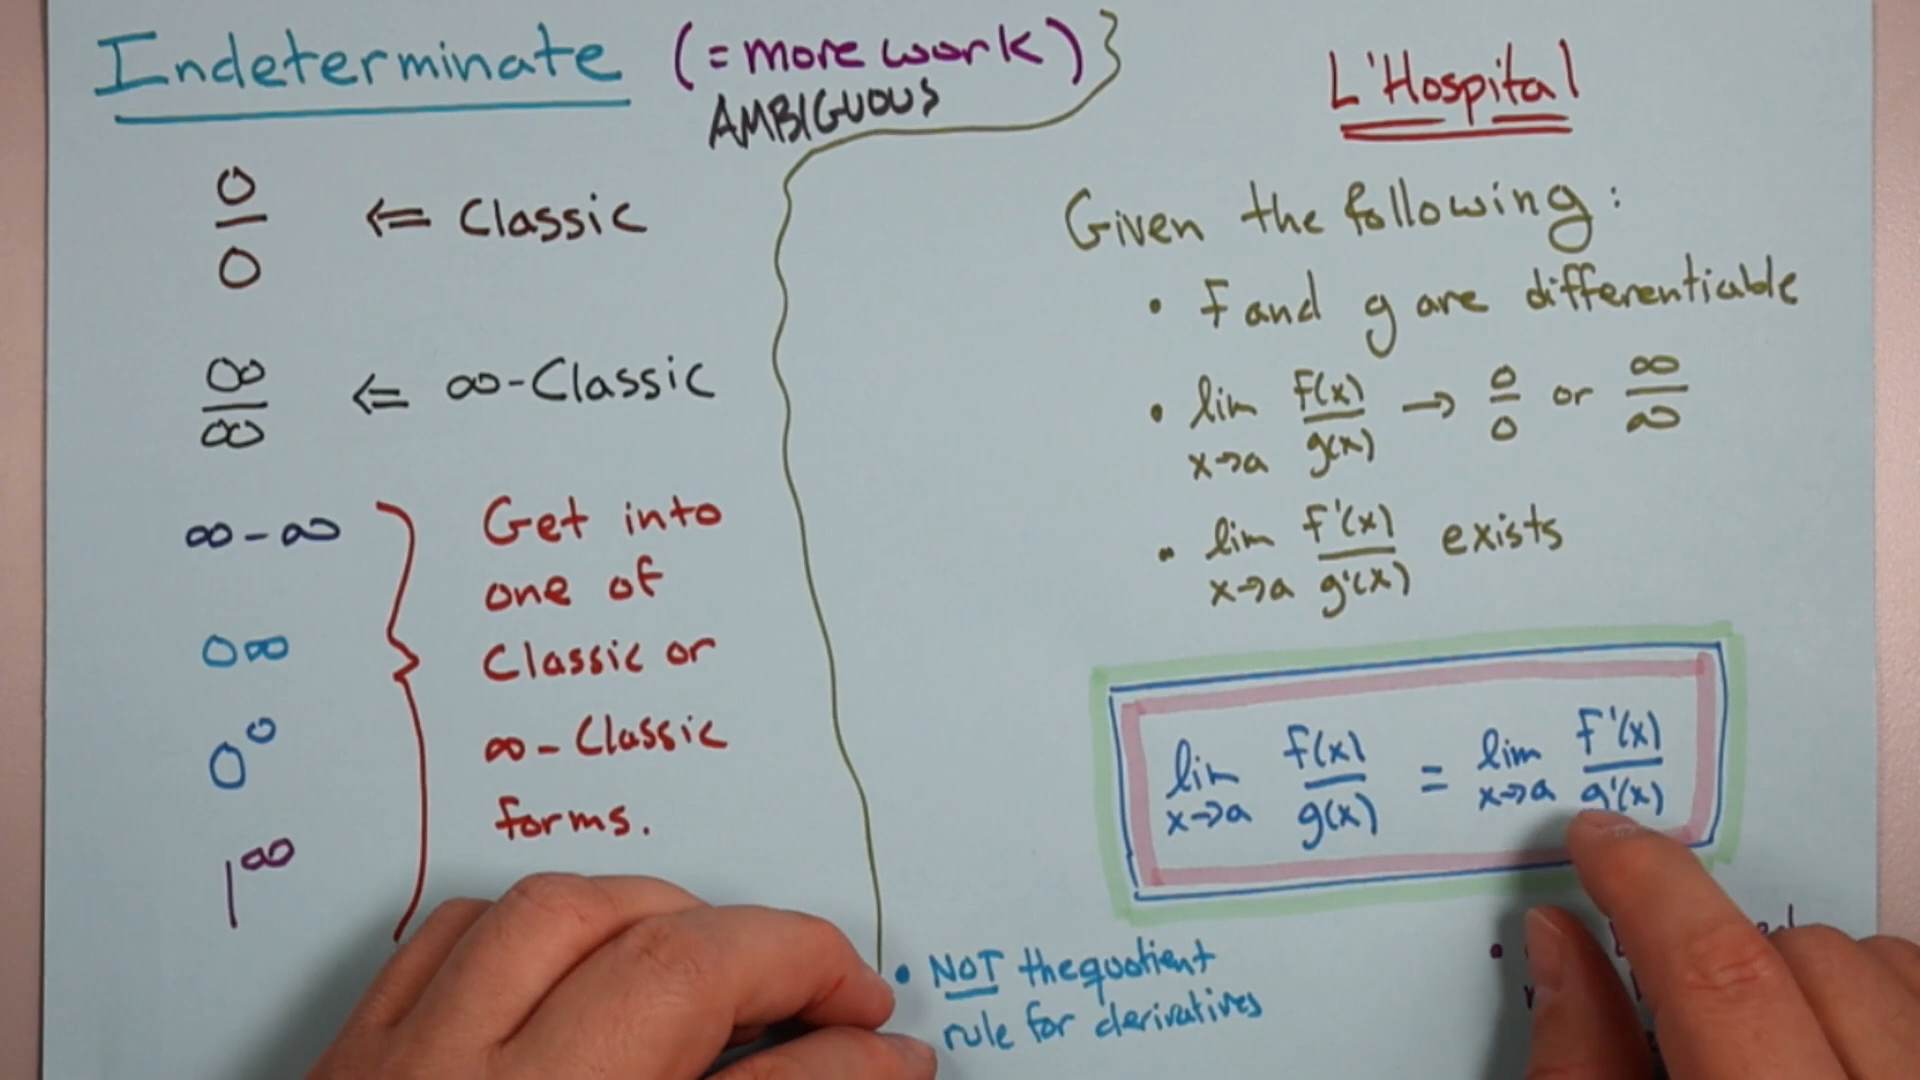 Indeterminate (= more work) }
AMBIGUOUS
0/0 ⇐ Classic
∞/∞ ⇐ ∞-Classic
∞-∞
0∞
0⁰
1^∞
} Get into
one of
Classic or
∞-Classic
forms.
L'Hospital
Given the following:
• f and g are differentiable
• lim x→a f(x)/g(x) → 0/0 or ∞/∞
• lim x→a f'(x)/g'(x) exists
lim x→a f(x)/g(x) = lim x→a f'(x)/g'(x)
• NOT the quotient
rule for derivatives